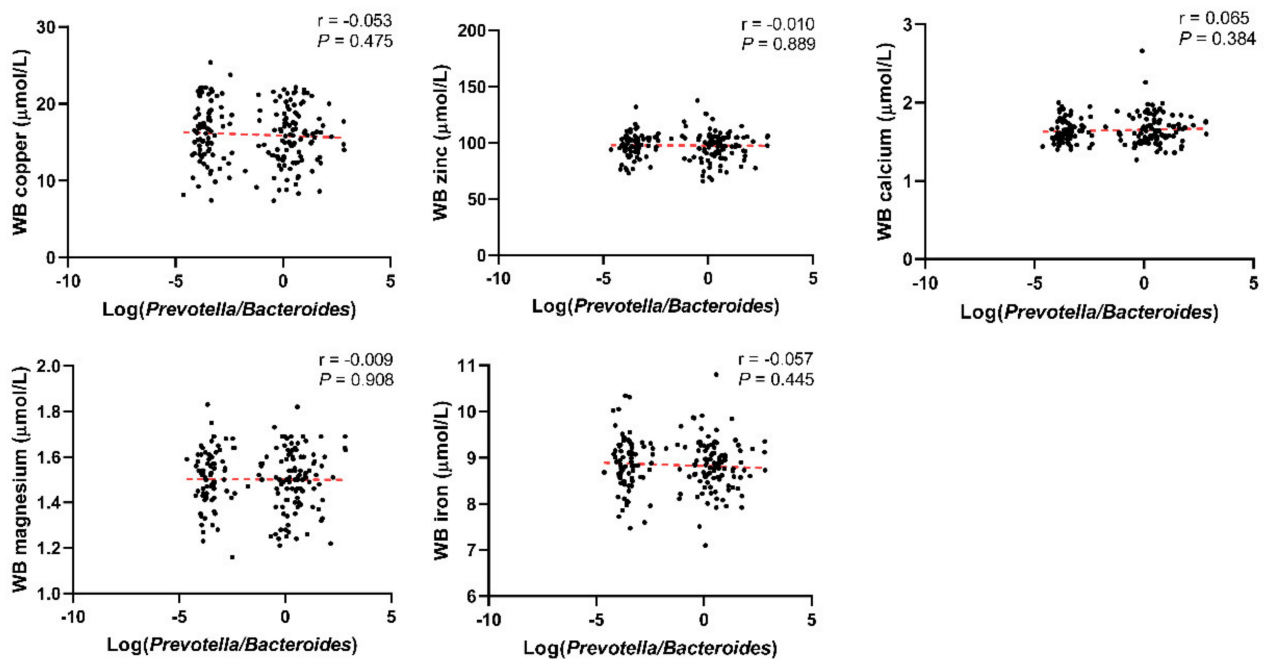 r = -0.053
P = 0.475
WB copper (μmol/L)
30
20
10
0
-10
-5
0
5
Log(Prevotella/Bacteroides)
r = -0.010
P = 0.889
WB zinc (μmol/L)
200
150
100
50
0
-10
-5
0
5
Log(Prevotella/Bacteroides)
r = 0.065
P = 0.384
WB calcium (μmol/L)
3
2
1
0
-10
-5
0
5
Log(Prevotella/Bacteroides)
r = -0.009
P = 0.908
WB magnesium (μmol/L)
2.0
1.8
1.6
1.4
1.2
1.0
-10
-5
0
5
Log(Prevotella/Bacteroides)
r = -0.057
P = 0.445
WB iron (μmol/L)
11
10
9
8
7
6
-10
-5
0
5
Log(Prevotella/Bacteroides)